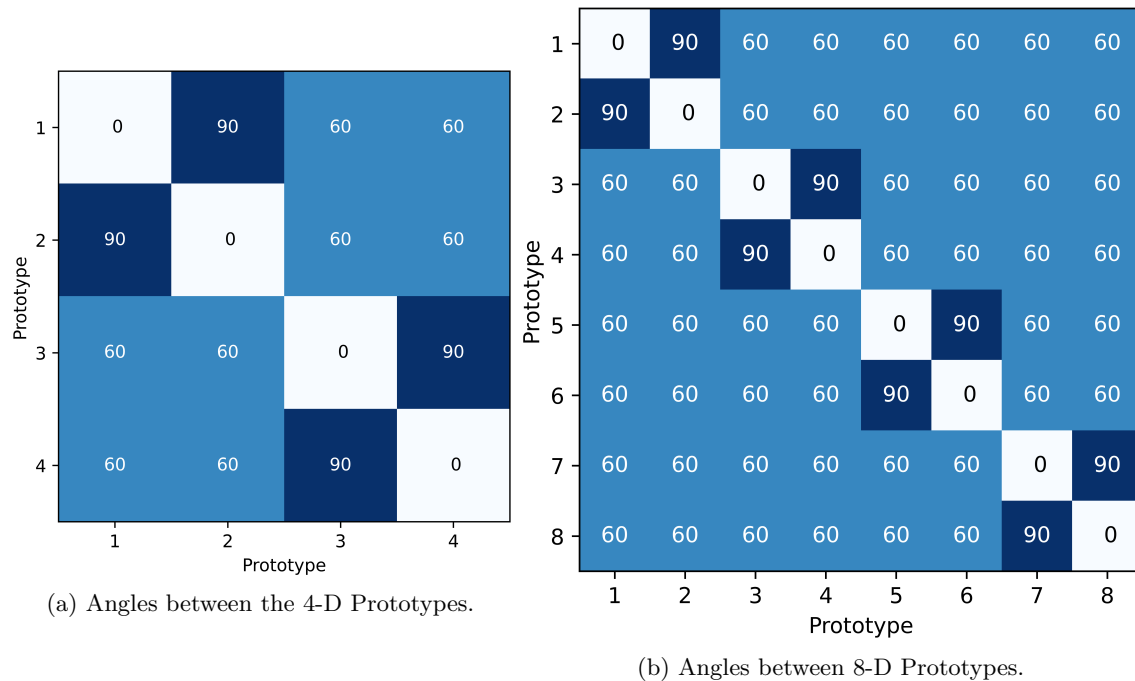 Prototype
1 0 90 60 60
2 90 0 60 60
3 60 60 0 90
4 60 60 90 0
1 2 3 4
Prototype
(a) Angles between the 4-D Prototypes.
Prototype
1 0 90 60 60 60 60 60 60
2 90 0 60 60 60 60 60 60
3 60 60 0 90 60 60 60 60
4 60 60 90 0 60 60 60 60
5 60 60 60 60 0 90 60 60
6 60 60 60 60 90 0 60 60
7 60 60 60 60 60 60 0 90
8 60 60 60 60 60 60 90 0
1 2 3 4 5 6 7 8
Prototype
(b) Angles between 8-D Prototypes.